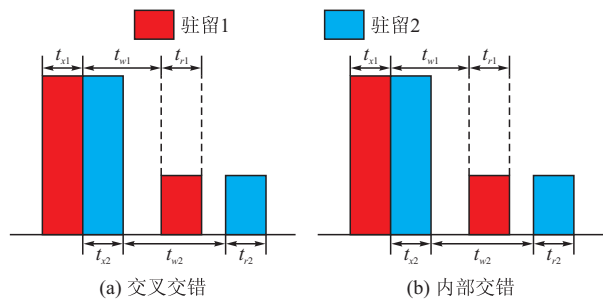 驻留1 驻留2
tx1 tw1 tr1 tx1 tw1 tr1
tx2 tw2 tr2 tx2 tw2 tr2
(a) 交叉交错 (b) 内部交错